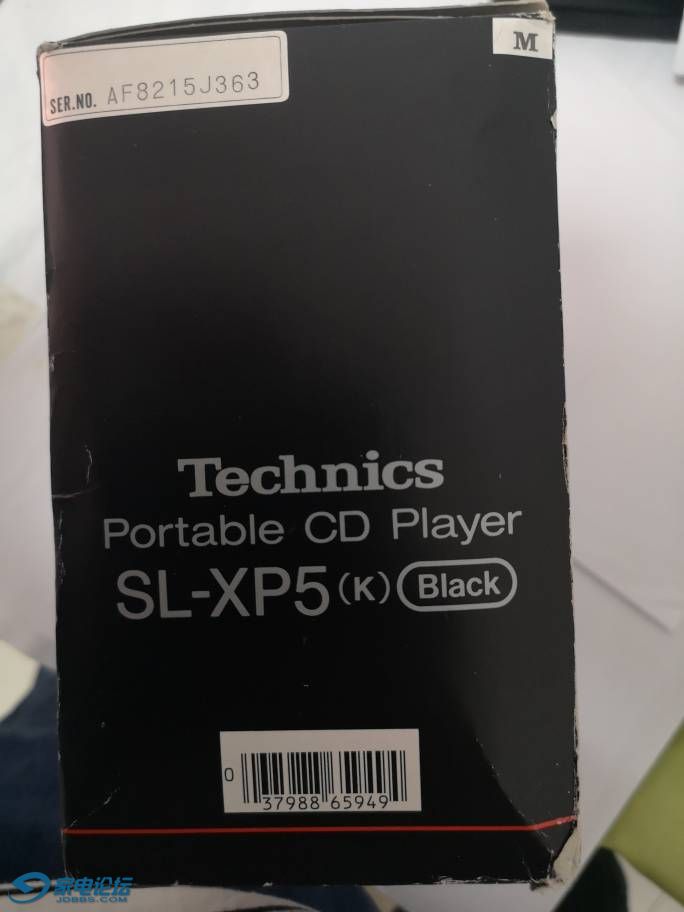 M
SER.NO. AF8215J363
Technics
Portable CD Player
SL-XP5 (K) Black
0 37988 65949
家电论坛
JDBBS.COM